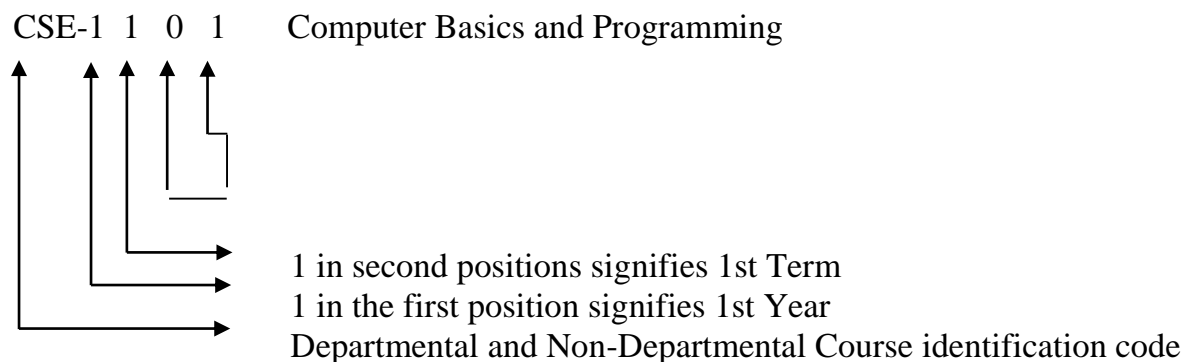 CSE-1 1 0 1 Computer Basics and Programming
1 in second positions signifies 1st Term
1 in the first position signifies 1st Year
Departmental and Non-Departmental Course identification code